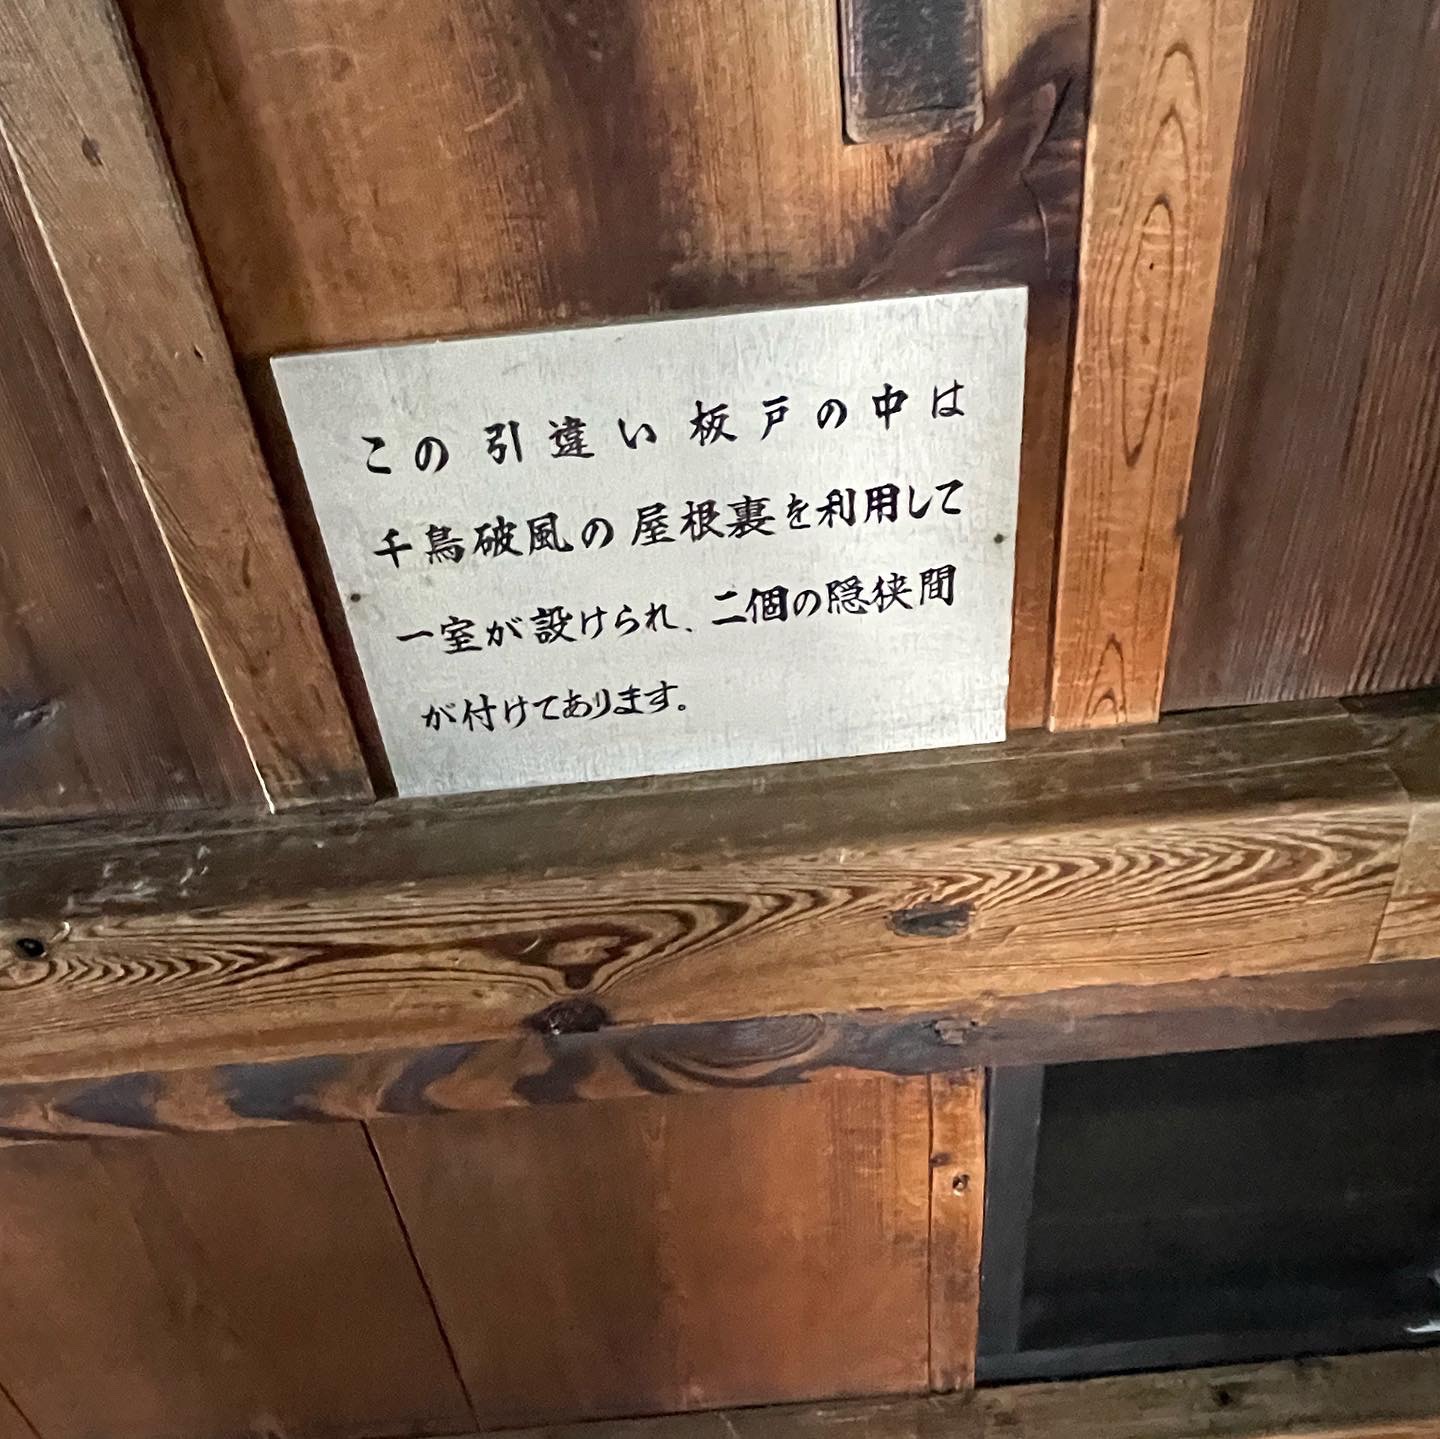 この引違い板戸の中は
千鳥破風の屋根裏を利用して
一室が設けられ、二個の隠狭間
が付けてあります。